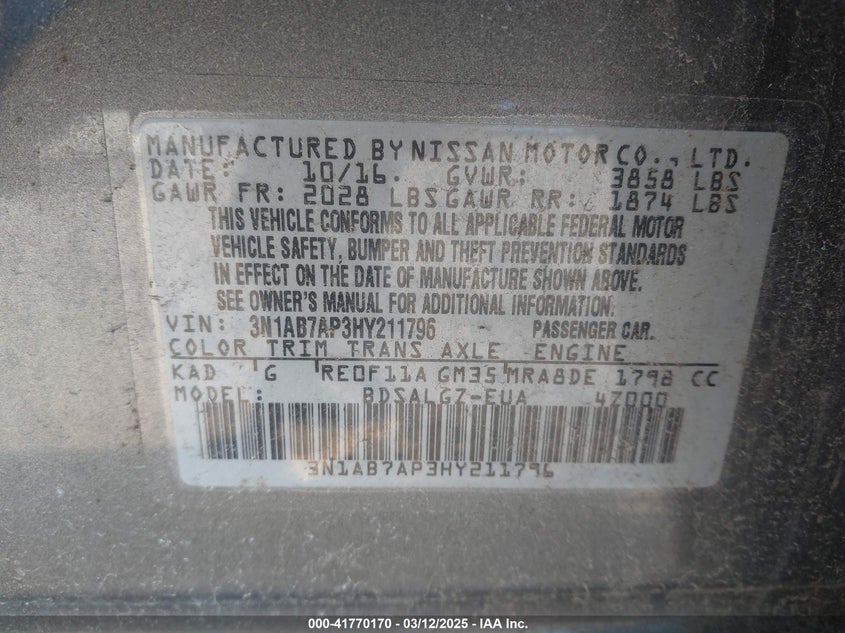 MANUFACTURED BY NISSAN MOTOR CO., LTD.
DATE: 10/16. GVWR: 3858 LBS
GAWR FR: 2028 LBS GAWR RR: 1874 LBS
THIS VEHICLE CONFORMS TO ALL APPLICABLE FEDERAL MOTOR
VEHICLE SAFETY, BUMPER AND THEFT PREVENTION STANDARDS
IN EFFECT ON THE DATE OF MANUFACTURE SHOWN ABOVE.
SEE OWNER'S MANUAL FOR ADDITIONAL INFORMATION.
VIN: 3N1AB7AP3HY211796 PASSENGER CAR.
COLOR TRIM TRANS AXLE ENGINE
KAD G RE0F11A GM35 MRA8DE 1798 CC
MODEL: BDSALGZ-EUA 4Z000
3N1AB7AP3HY211796
000-41770170 - 03/12/2025 - IAA Inc.